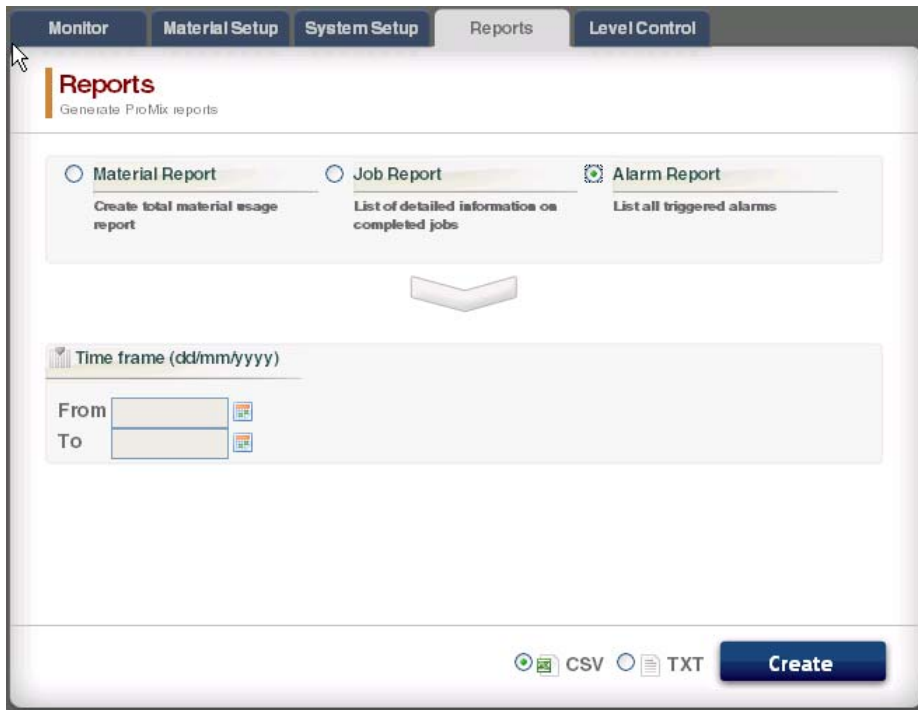 Monitor Material Setup System Setup Reports Level Control
Reports
Generate ProMix reports
Material Report Job Report Alarm Report
Create total material usage List of detailed information on List all triggered alarms
report completed jobs
Time frame (dd/mm/yyyy)
From
To
CSV TXT Create